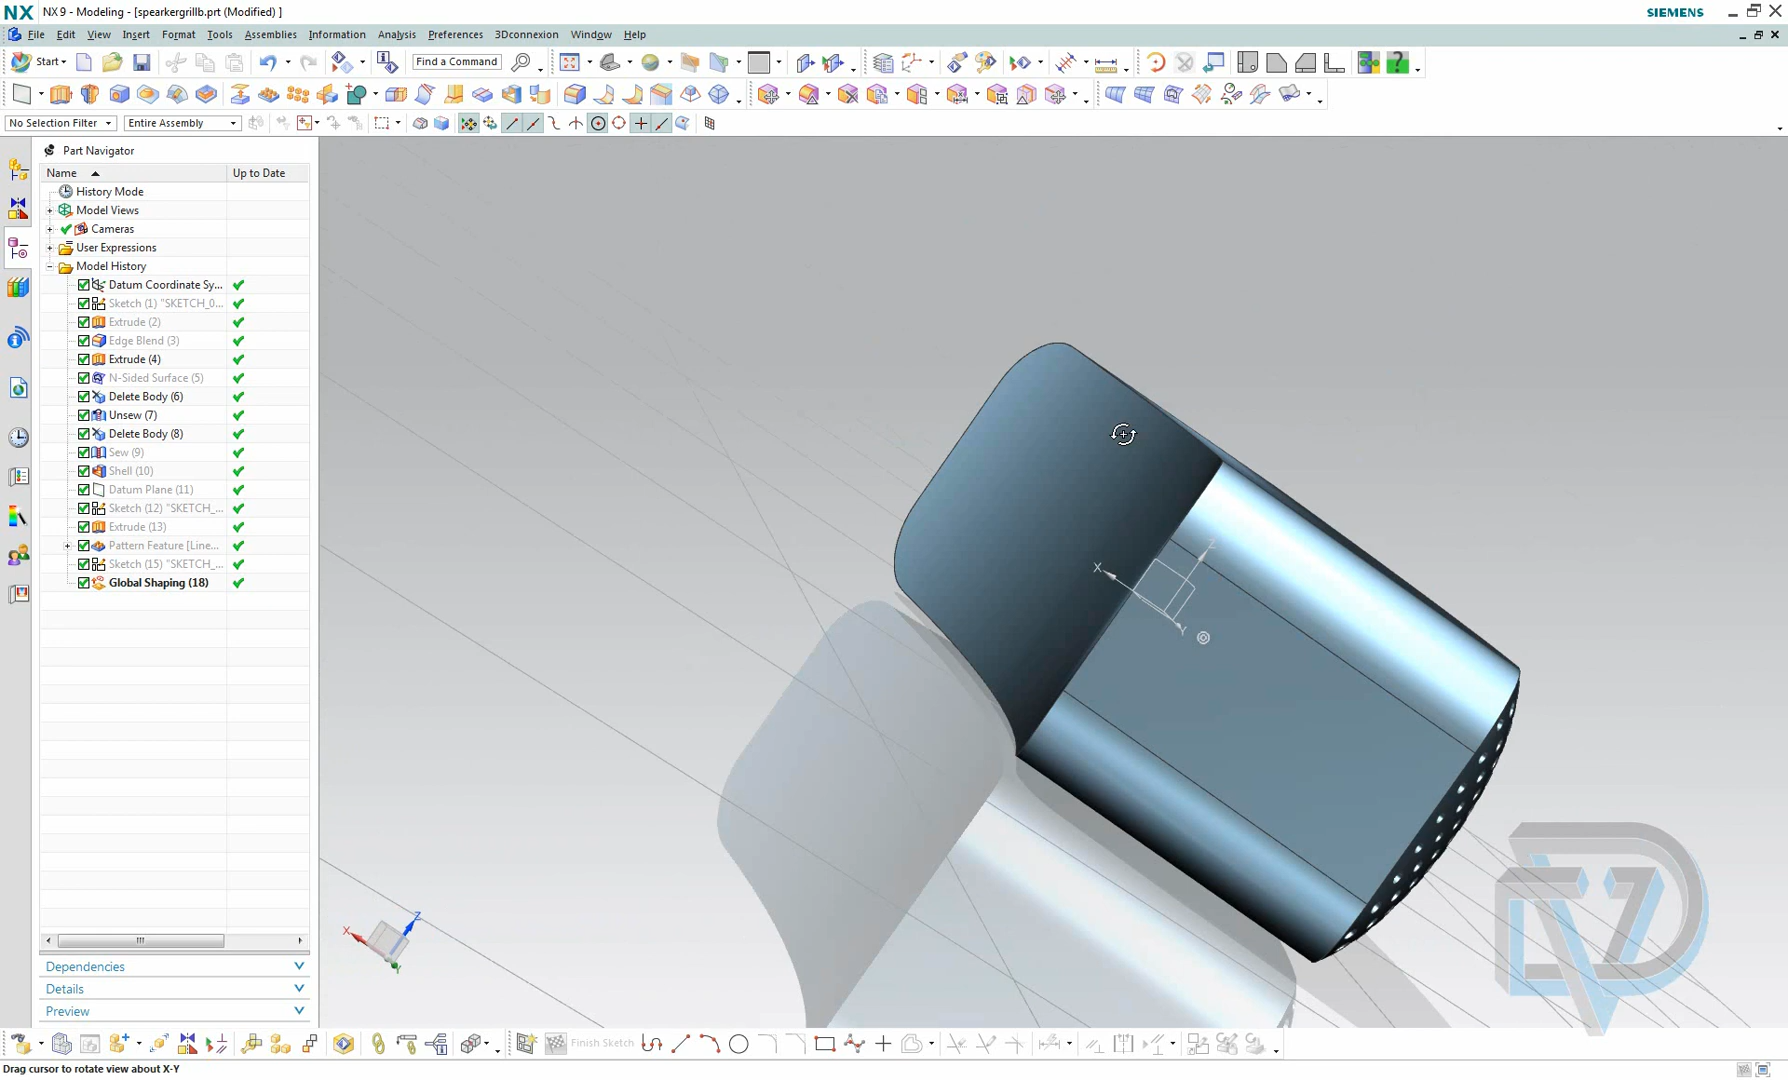 NX NX 9 - Modeling - [spearkergrillb.prt (Modified) ] SIEMENS
File Edit View Insert Format Tools Assemblies Information Analysis Preferences 3Dconnexion Window Help
Start Find a Command
No Selection Filter Entire Assembly
Part Navigator
Name Up to Date
History Mode
Model Views
Cameras
User Expressions
Model History
Datum Coordinate Sy...
Sketch (1) "SKETCH_0...
Extrude (2)
Edge Blend (3)
Extrude (4)
N-Sided Surface (5)
Delete Body (6)
Unsew (7)
Delete Body (8)
Sew (9)
Shell (10)
Datum Plane (11)
Sketch (12) "SKETCH_...
Extrude (13)
Pattern Feature [Line...
Sketch (15) "SKETCH_...
Global Shaping (18)
Z
X
Y
Z
X
Y
Dependencies
Details
Preview
Finish Sketch
Drag cursor to rotate view about X-Y